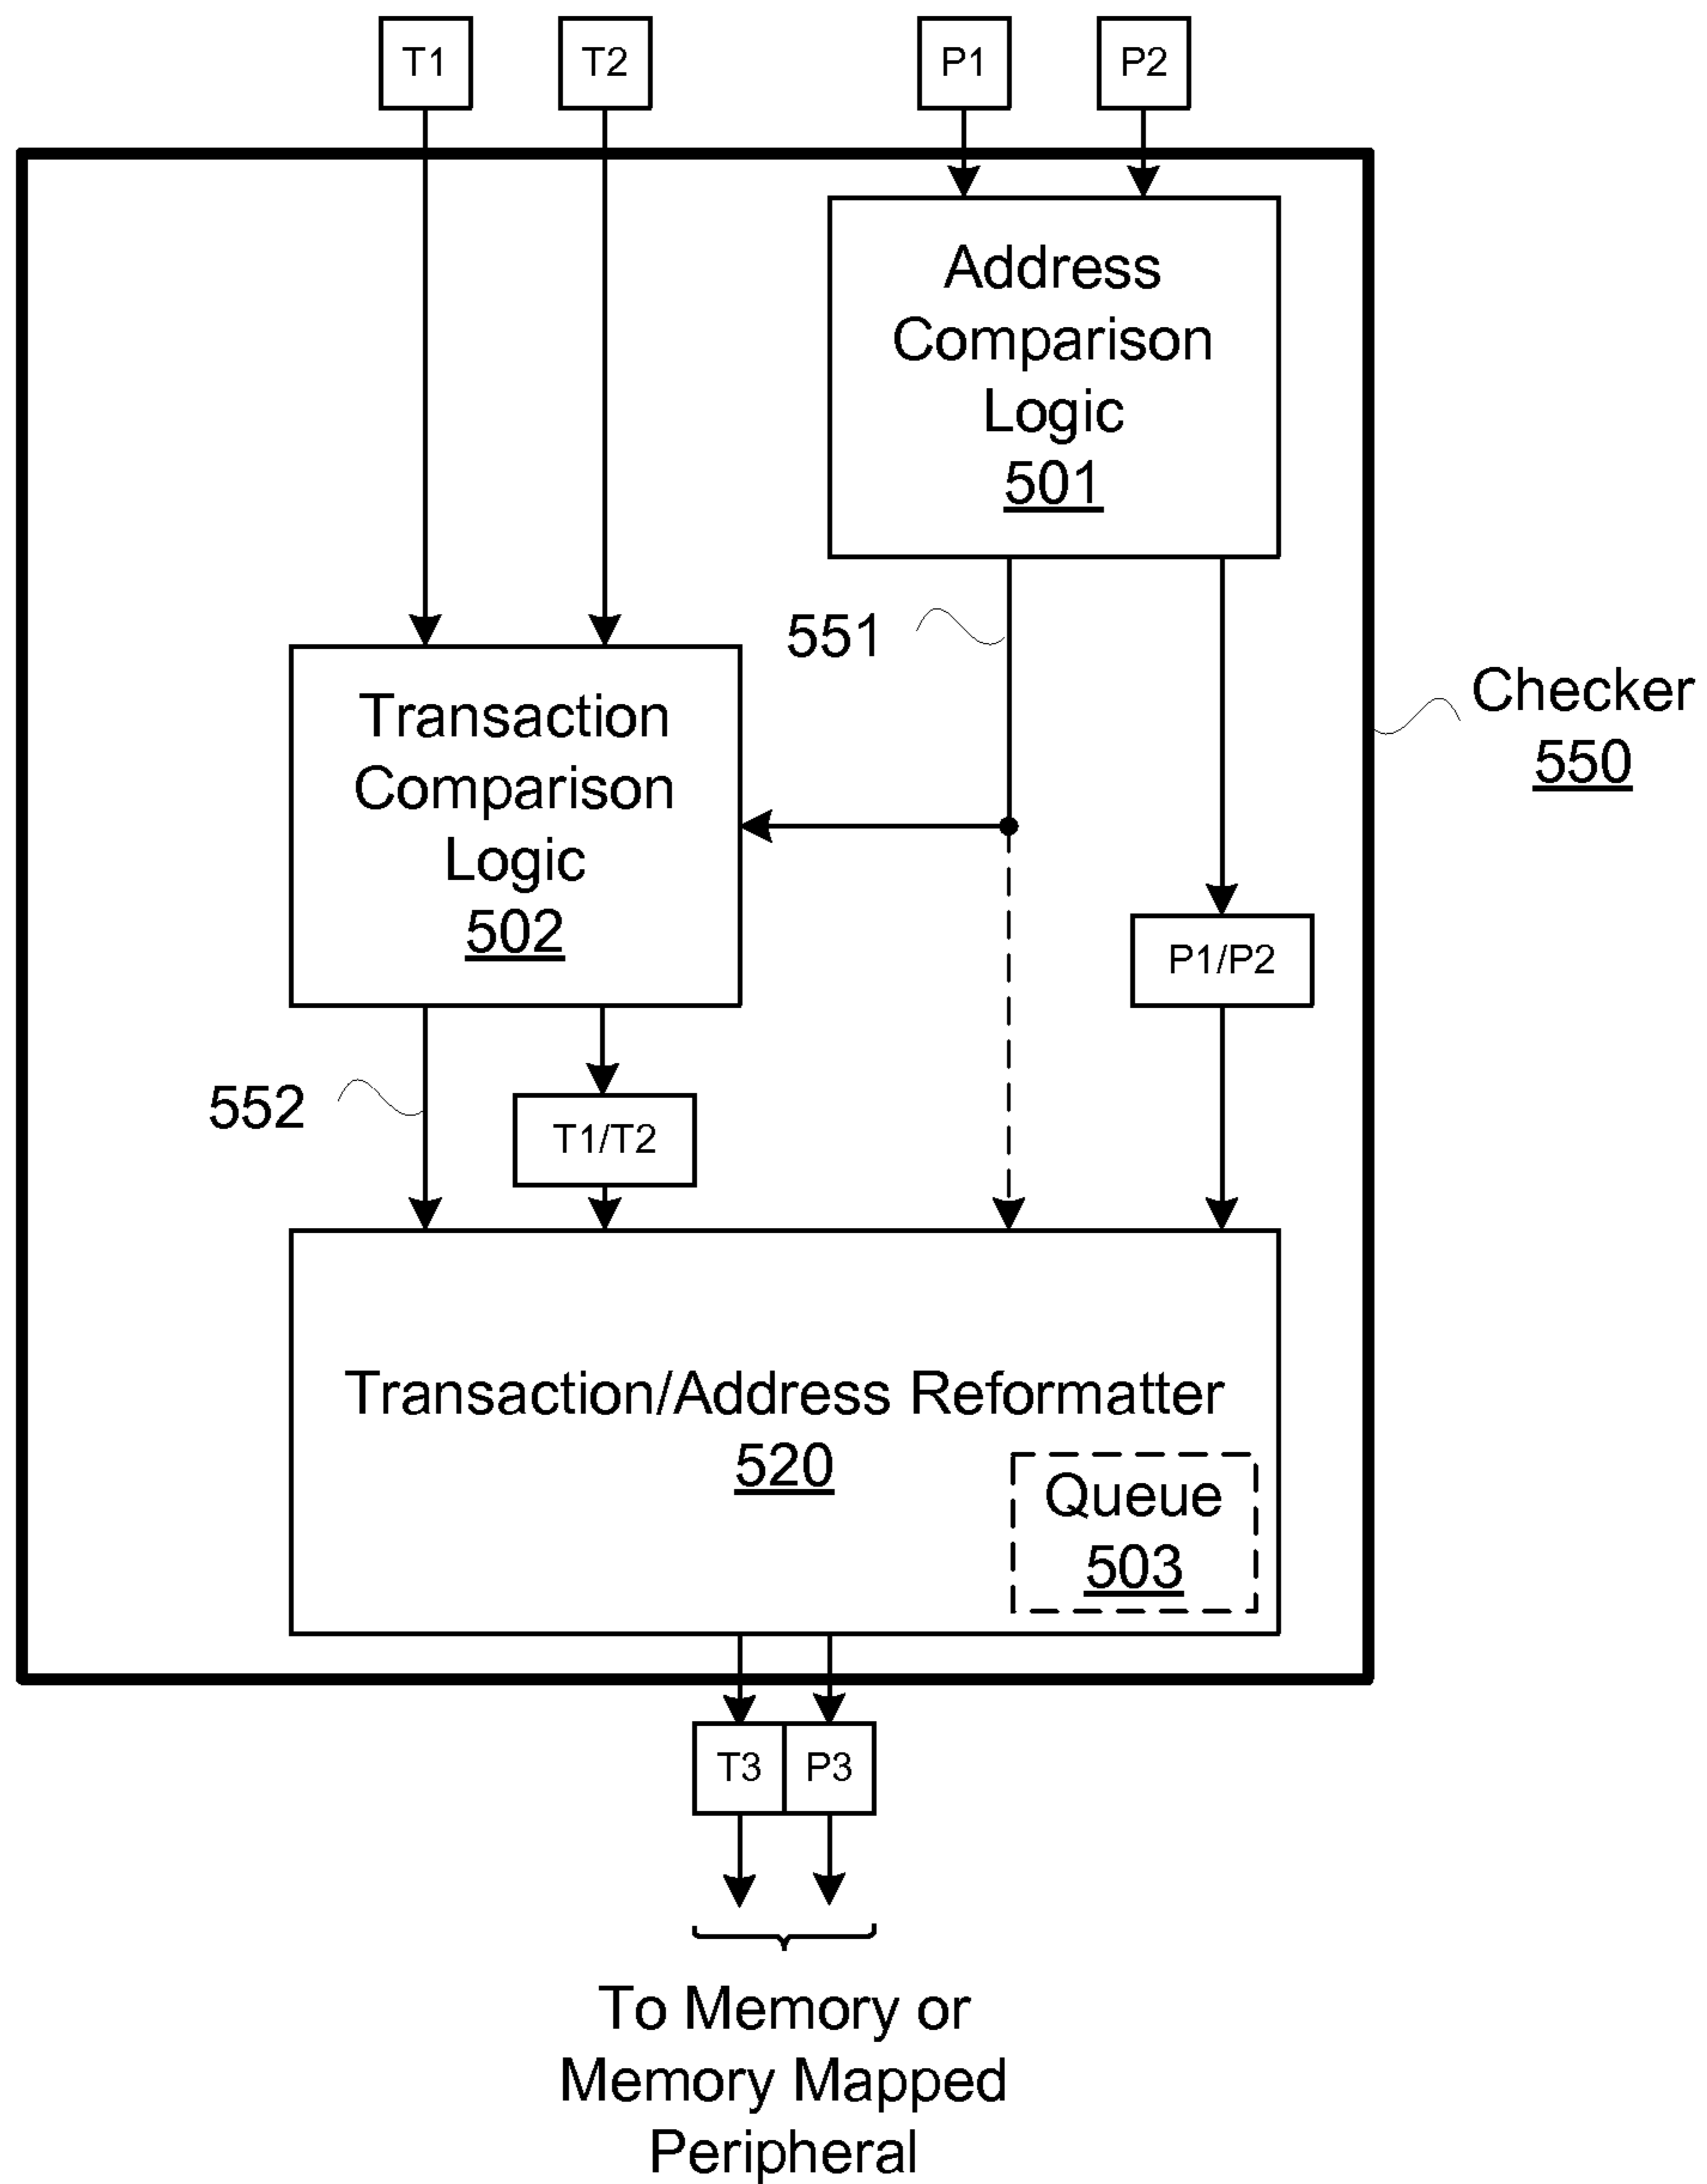 T1
T2
P1
P2
Address
Comparison
Logic
501
551
Transaction
Comparison
Logic
502
Checker
550
P1/P2
552
T1/T2
Transaction/Address Reformatter
520
Queue
503
T3
P3
To Memory or
Memory Mapped
Peripheral